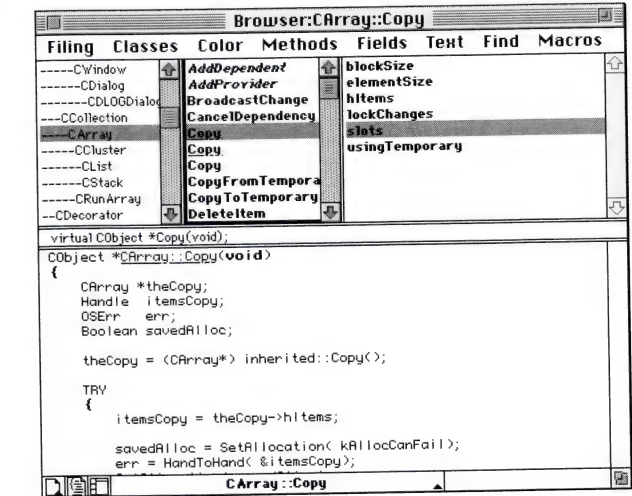 Browser:CArray::Copy
Filing Classes Color Methods Fields Text Find Macros
-----CWindow
------CDialog
-------CDLOGDialog
---CCollection
----CArray
-----CCluster
------CList
------CStack
-----CRunArray
--CDecorator
AddDependent
AddProvider
BroadcastChange
CancelDependency
Copy
Copy
Copy
CopyFromTempora
CopyToTemporary
DeleteItem
blockSize
elementSize
hItems
lockChanges
slots
usingTemporary
virtual CObject *Copy(void);
CObject *CArray::Copy(void)
{
CArray *theCopy;
Handle itemsCopy;
OSErr err;
Boolean savedAlloc;
theCopy = (CArray*) inherited::Copy();
TRY
{
itemsCopy = theCopy->hItems;
savedAlloc = SetAllocation( kAllocCanFail);
err = HandToHand( &itemsCopy);
CArray::Copy